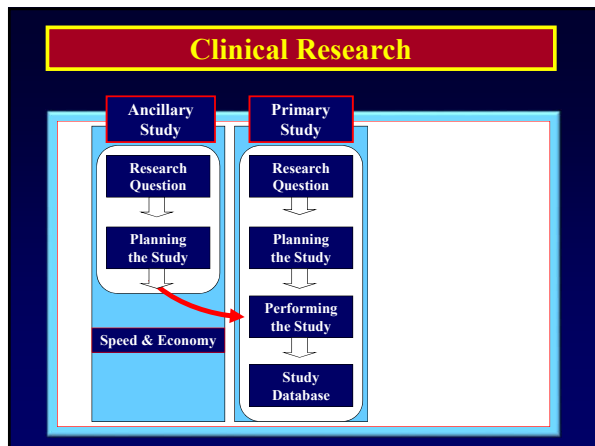 Clinical Research
Ancillary
Study
Research
Question
Planning
the Study
Speed & Economy
Primary
Study
Research
Question
Planning
the Study
Performing
the Study
Study
Database